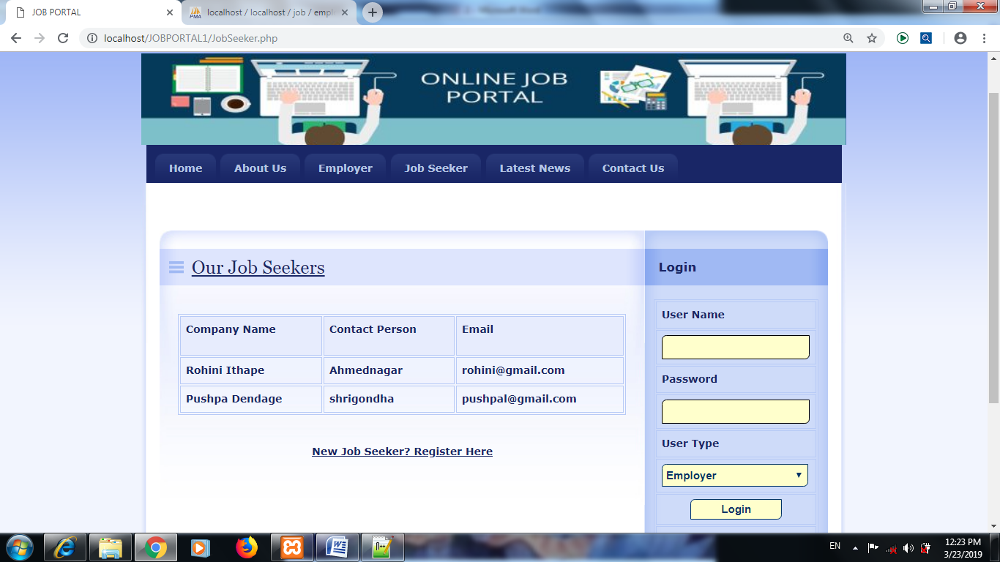 JOB PORTAL
localhost / localhost / job / empl
localhost/JOBPORTAL1/JobSeeker.php
ONLINE JOB
PORTAL
Home About Us Employer Job Seeker Latest News Contact Us
Our Job Seekers
Company Name Contact Person Email
Rohini Ithape Ahmednagar rohini@gmail.com
Pushpa Dendage shrigondha pushpal@gmail.com
New Job Seeker? Register Here
Login
User Name
Password
User Type
Employer
Login
EN
12:23 PM
3/23/2019